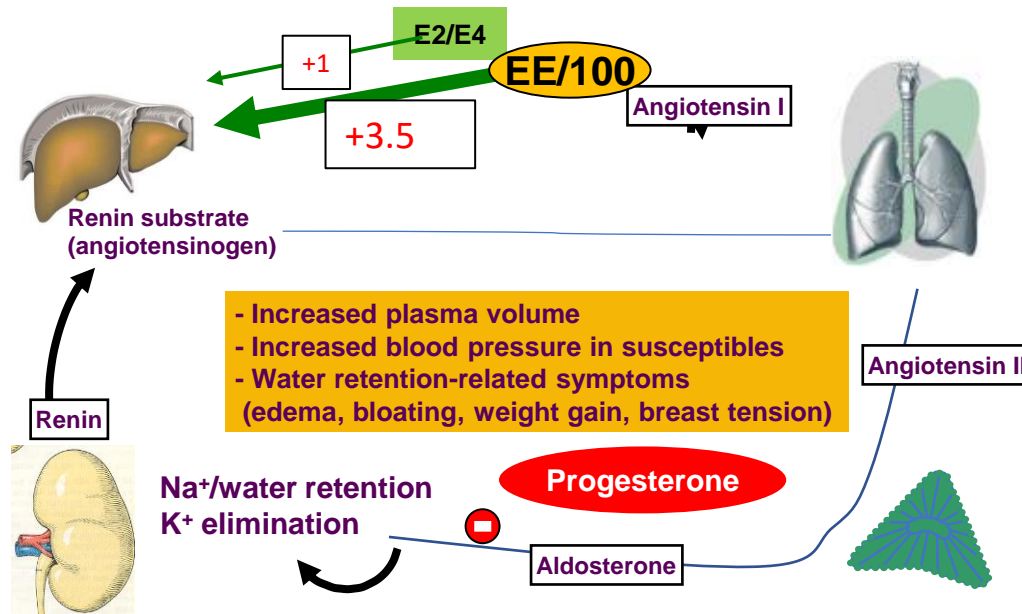 E2/E4
+1
EE/100
Angiotensin I
+3.5
Renin substrate
(angiotensinogen)
- Increased plasma volume
- Increased blood pressure in susceptibles
- Water retention-related symptoms
(edema, bloating, weight gain, breast tension)
Angiotensin II
Renin
Na⁺/water retention
K⁺ elimination
Progesterone
Aldosterone